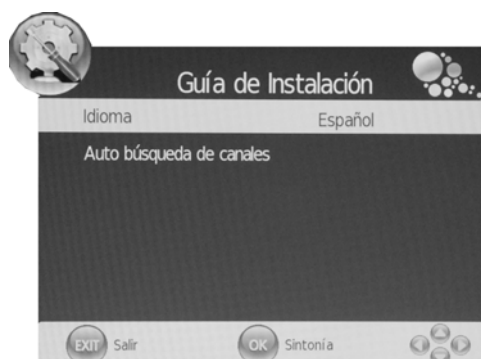 Guía de Instalación
Idioma Español
Auto búsqueda de canales
EXIT Salir OK Sintonía